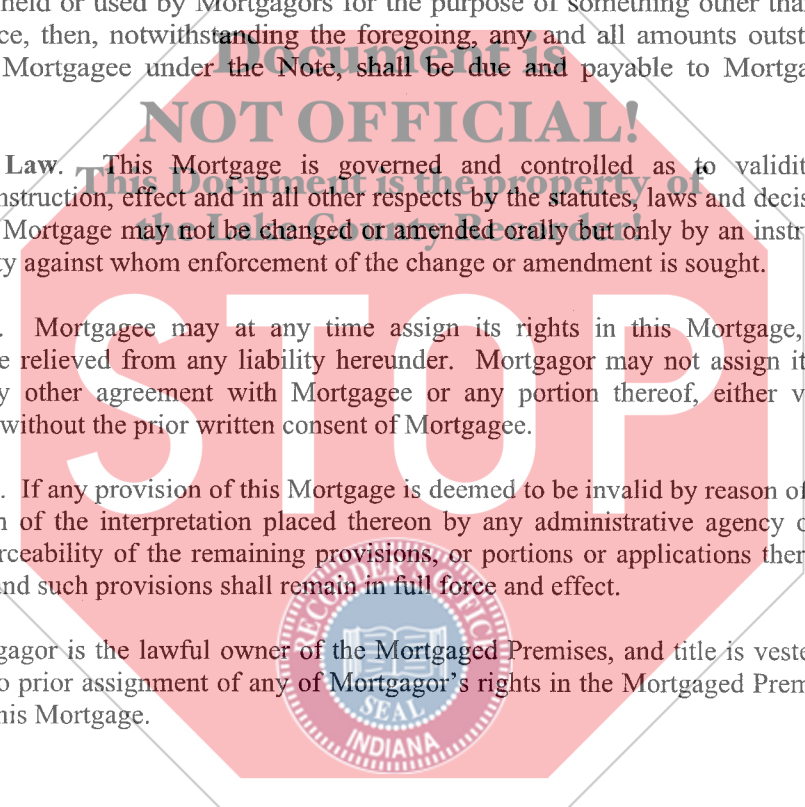 held or used by Mortgagors for the purpose of something other tha
ce, then, notwithstanding the foregoing, any and all amounts outst
Mortgagee under the Note, shall be due and payable to Mortga
Document is
NOT OFFICIAL!
This Document is the property of
the Lake County Recorder!
Law. This Mortgage is governed and controlled as to validit
nstruction, effect and in all other respects by the statutes, laws and decis
Mortgage may not be changed or amended orally but only by an instr
ty against whom enforcement of the change or amendment is sought.
STOP
. Mortgagee may at any time assign its rights in this Mortgage,
e relieved from any liability hereunder. Mortgagor may not assign it
y other agreement with Mortgagee or any portion thereof, either v
without the prior written consent of Mortgagee.
. If any provision of this Mortgage is deemed to be invalid by reason of
n of the interpretation placed thereon by any administrative agency o
rceability of the remaining provisions, or portions or applications ther
nd such provisions shall remain in full force and effect.
gagor is the lawful owner of the Mortgaged Premises, and title is veste
o prior assignment of any of Mortgagor's rights in the Mortgaged Prem
his Mortgage.
RECORDER'S OFFIC
SEAL
INDIANA